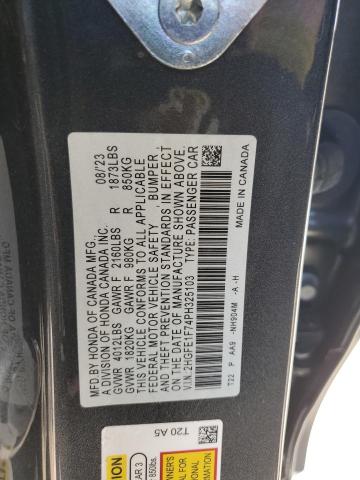 MFD BY HONDA OF CANADA MFG., 08/'23
A DIVISION OF HONDA CANADA INC.
GVWR 4012LBS GAWR F 2160LBS R 1873LBS
GVWR 1820KG GAWR F 980KG R 850KG
THIS VEHICLE CONFORMS TO ALL APPLICABLE
FEDERAL MOTOR VEHICLE SAFETY BUMPER,
AND THEFT PREVENTION STANDARDS IN EFFECT
ON THE DATE OF MANUFACTURE SHOWN ABOVE.
V.I.N. 2HGFE1F74PH325103 TYPE: PASSENGER CAR
MADE IN CANADA
T22 P AA9 -NH904M -A -H
T20 A5